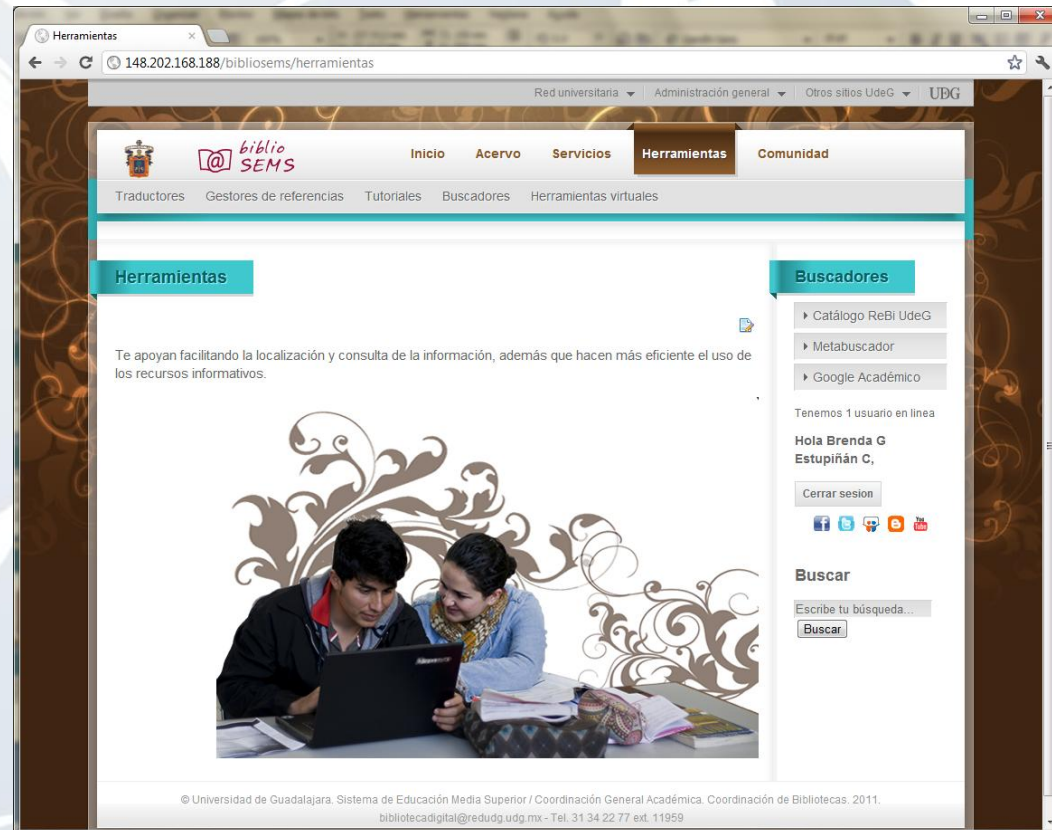 Herramientas
148.202.168.188/bibliosems/herramientas
Red universitaria Administración general Otros sitios UdeG UDG
biblio
SEMS
Inicio Acervo Servicios Herramientas Comunidad
Traductores Gestores de referencias Tutoriales Buscadores Herramientas virtuales
Herramientas
Te apoyan facilitando la localización y consulta de la información, además que hacen más eficiente el uso de
los recursos informativos.
Buscadores
Catálogo ReBi UdeG
Metabuscador
Google Académico
Tenemos 1 usuario en linea
Hola Brenda G
Estupiñán C,
Cerrar sesion
You
Tube
Buscar
Escribe tu búsqueda...
Buscar
© Universidad de Guadalajara. Sistema de Educación Media Superior / Coordinación General Académica. Coordinación de Bibliotecas. 2011.
bibliotecadigital@redudg.udg.mx - Tel. 31 34 22 77 ext. 11959